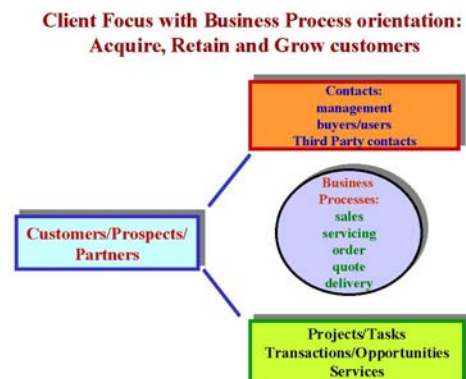 Client Focus with Business Process orientation:
Acquire, Retain and Grow customers
Contacts:
management
buyers/users
Third Party contacts
Business
Processes:
sales
servicing
order
quote
delivery
Customers/Prospects/
Partners
Projects/Tasks
Transactions/Opportunities
Services